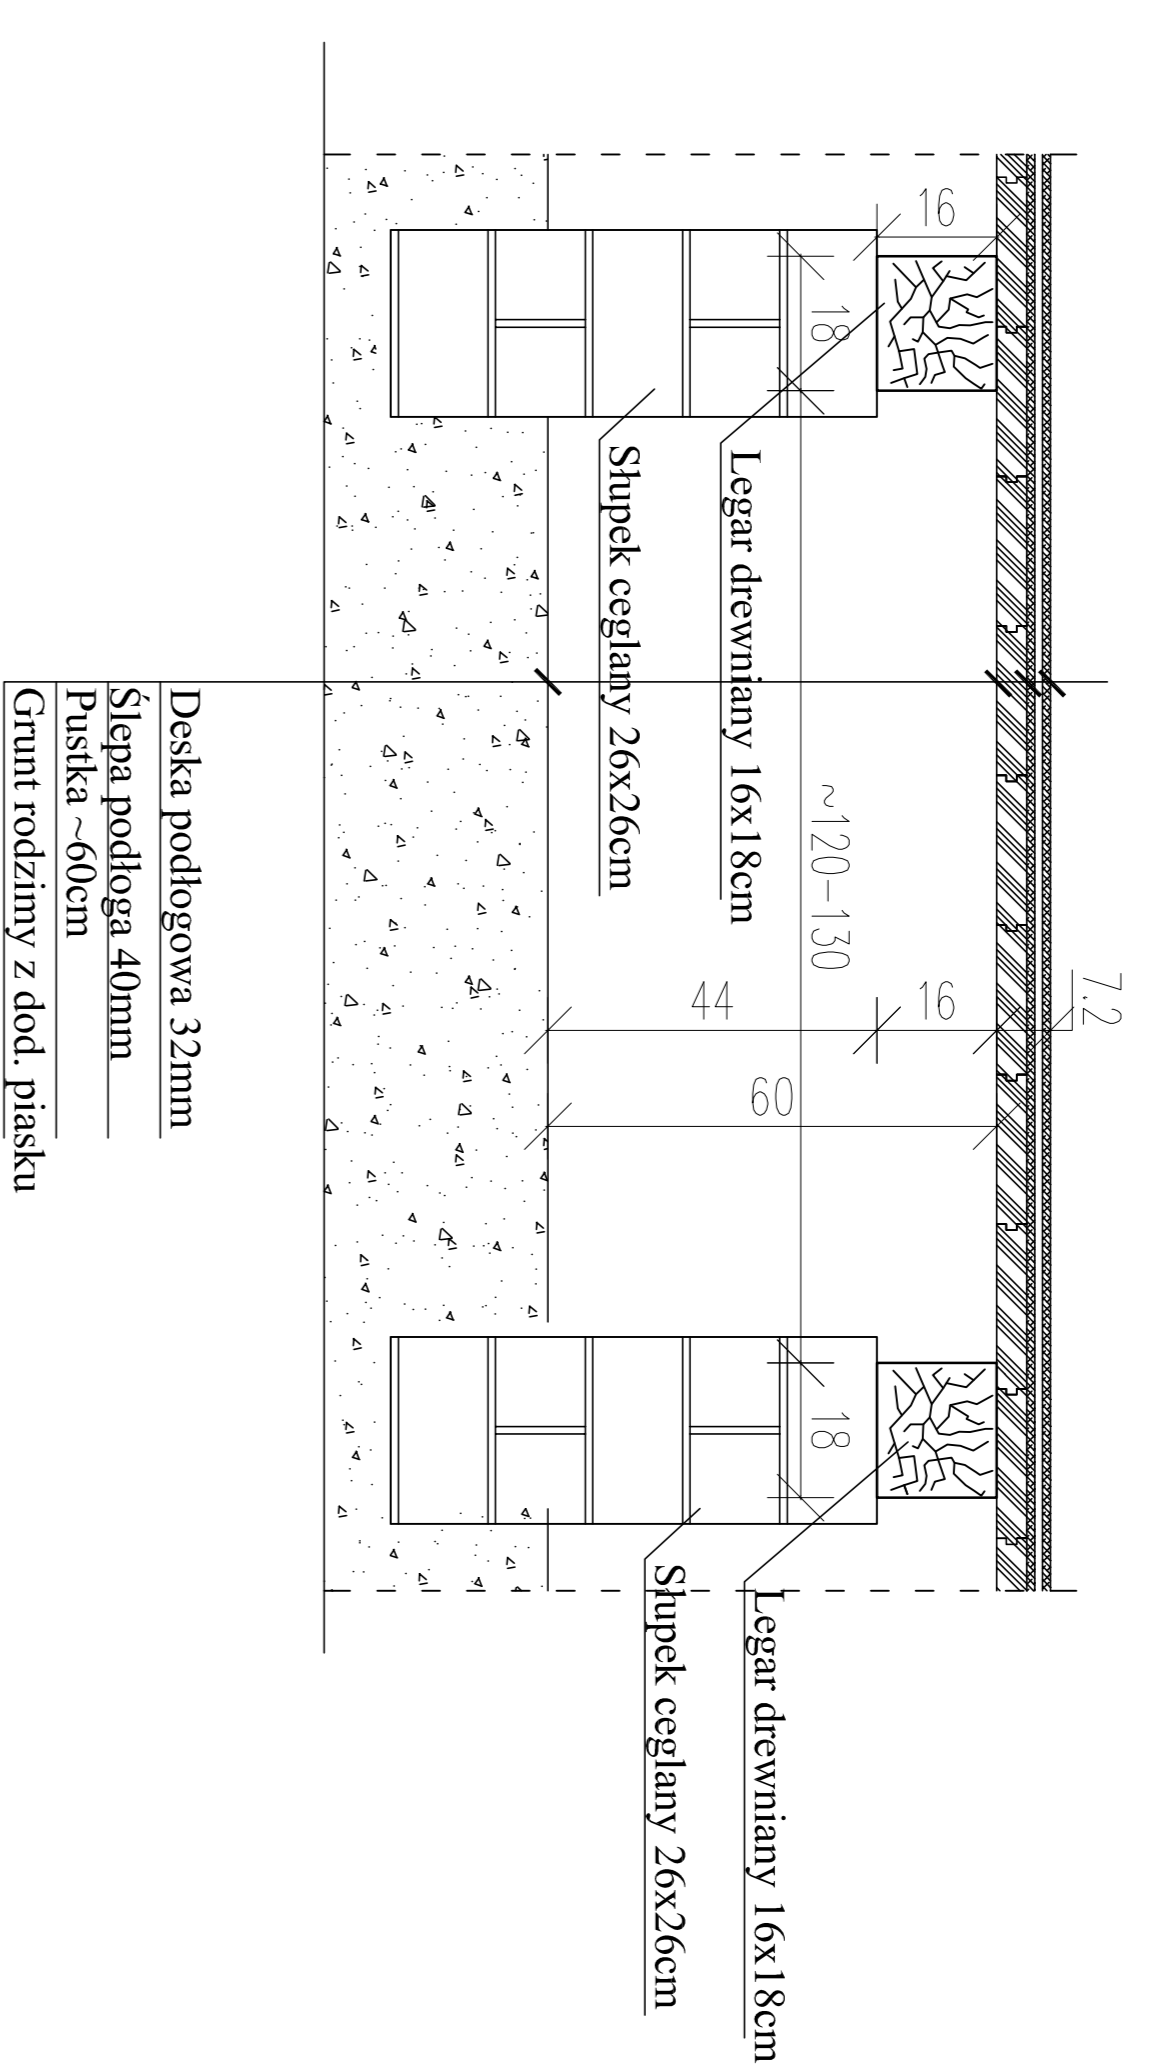 7.2
16
16
44
60
18
~120-130
18
Legar drewniany 16x18cm
Słupek ceglany 26x26cm
Legar drewniany 16x18cm
Słupek ceglany 26x26cm
Deska podłogowa 32mm
Ślepa podłoga 40mm
Pustka ~60cm
Grunt rodzimy z dod. piasku